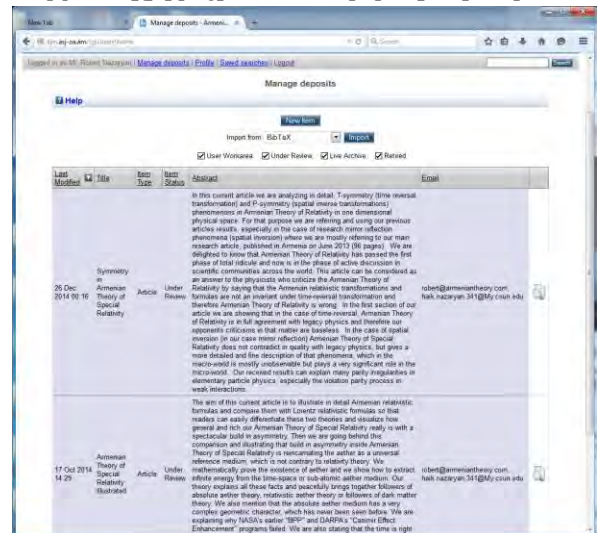 New Tab
Manage deposits - Armeni...
Search
Logged in as Mr. Robert Nazaryan | Manage deposits | Profile | Saved searches | Logout
Search
Manage deposits
Help
New Item
Import from BibTeX Import
User Workarea Under Review Live Archive Retired
Last Modified Title Item Type Item Status Abstract Email
26 Dec 2014 00:16
Symmetry in Armenian Theory of Special Relativity
Article
Under Review
In this current article we are analyzing in detail, T-symmetry (time reversal
transformation) and P-symmetry (spatial inverse transformations)
phenomenons in Armenian Theory of Relativity in one dimensional
physical space. For that purpose we are referring and using our previous
articles results, especially in the case of research mirror reflection
phenomena (spatial inversion) where we are mostly referring to our main
research article, published in Armenia on June 2013 (96 pages). We are
delighted to know that Armenian Theory of Relativity has passed the first
phase of total ridicule and now is in the phase of active discussion in
scientific communities across the world. This article can be considered as
an answer to the physicists who criticize the Armenian Theory of
Relativity by saying that the Armenian relativistic transformations and
formulas are not an invariant under time-reversal transformation and
therefore Armenian Theory of Relativity is wrong. In the first section of our
article we are showing that in the case of time-reversal, Armenian Theory
of Relativity is in full agreement with legacy physics and therefore our
opponents criticisms in that matter are baseless. In the case of spatial
inversion (in our case mirror reflection) Armenian Theory of Special
Relativity does not contradict in quality with legacy physics, but gives a
more detailed and fine description of that phenomena, which in the
macro-world is mostly unobservable but plays a very significant role in the
micro-world. Our received results can explain many parity irregularities in
elementary particle physics, especially the violation parity process in
weak interactions.
robert@armeniantheory.com,
haik.nazaryan.341@My.csun.edu
17 Oct 2014 14:25
Armenian Theory of Special Relativity Illustrated
Article
Under Review
The aim of this current article is to illustrate in detail Armenian relativistic
formulas and compare them with Lorentz relativistic formulas so that
readers can easily differentiate these two theories and visualize how
general and rich our Armenian Theory of Special Relativity really is with a
spectacular build in asymmetry. Then we are going behind this
comparison and illustrating that build in asymmetry inside Armenian
Theory of Special Relativity is reincarnating the aether as a universal
reference medium, which is not contrary to relativity theory. We
mathematically prove the existence of aether and we show how to extract
infinite energy from the time-space or sub-atomic aether medium. Our
theory explains all these facts and peacefully brings together followers of
absolute aether theory, relativistic aether theory or followers of dark matter
theory. We also mention that the absolute aether medium has a very
complex geometric character, which has never been seen before. We are
explaining why NASA's earlier "BPP" and DARPA's "Casimir Effect
Enhancement" programs failed. We are also stating that the time is right
robert@armeniantheory.com,
haik.nazaryan.341@My.csun.edu